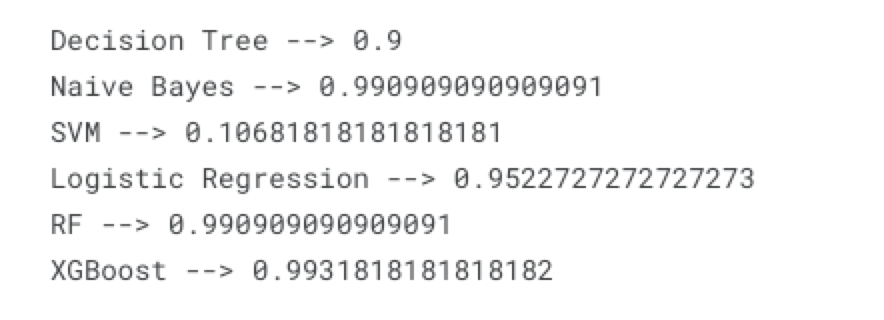 Decision Tree --> 0.9
Naive Bayes --> 0.990909090909091
SVM --> 0.10681818181818181
Logistic Regression --> 0.9522727272727273
RF --> 0.990909090909091
XGBoost --> 0.9931818181818182